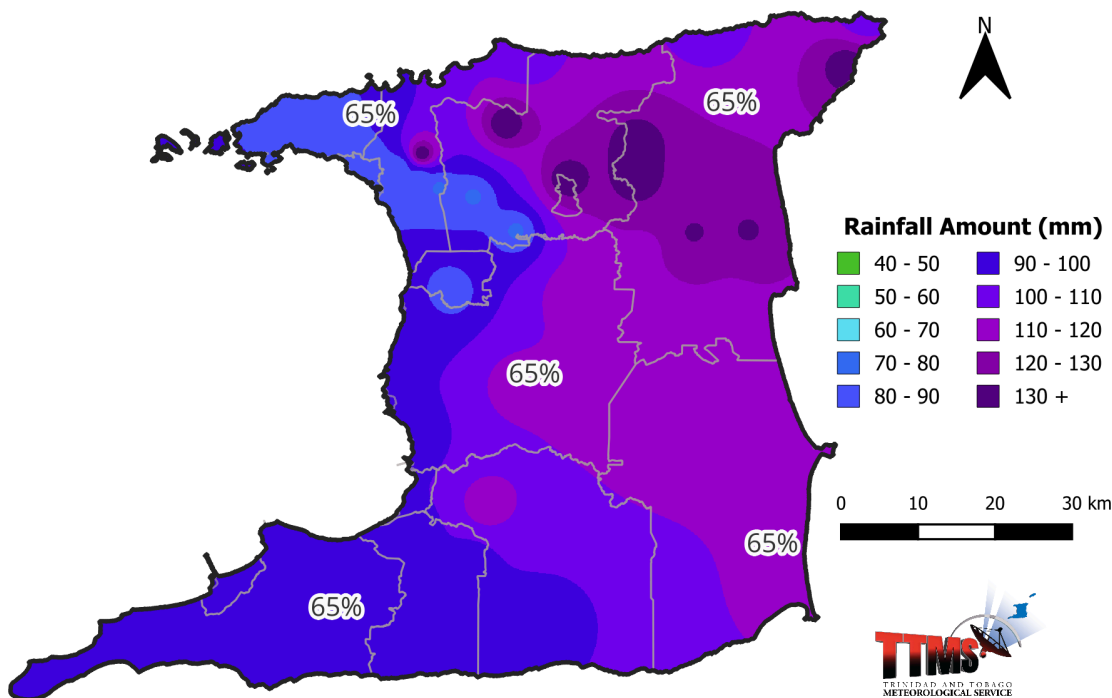 N
65%
65%
Rainfall Amount (mm)
40 - 50
90 - 100
50 - 60
100 - 110
60 - 70
110 - 120
70 - 80
120 - 130
80 - 90
130 +
65%
0
10
20
30 km
65%
65%
TTMS
TRINIDAD AND TOBAGO
METEOROLOGICAL SERVICE